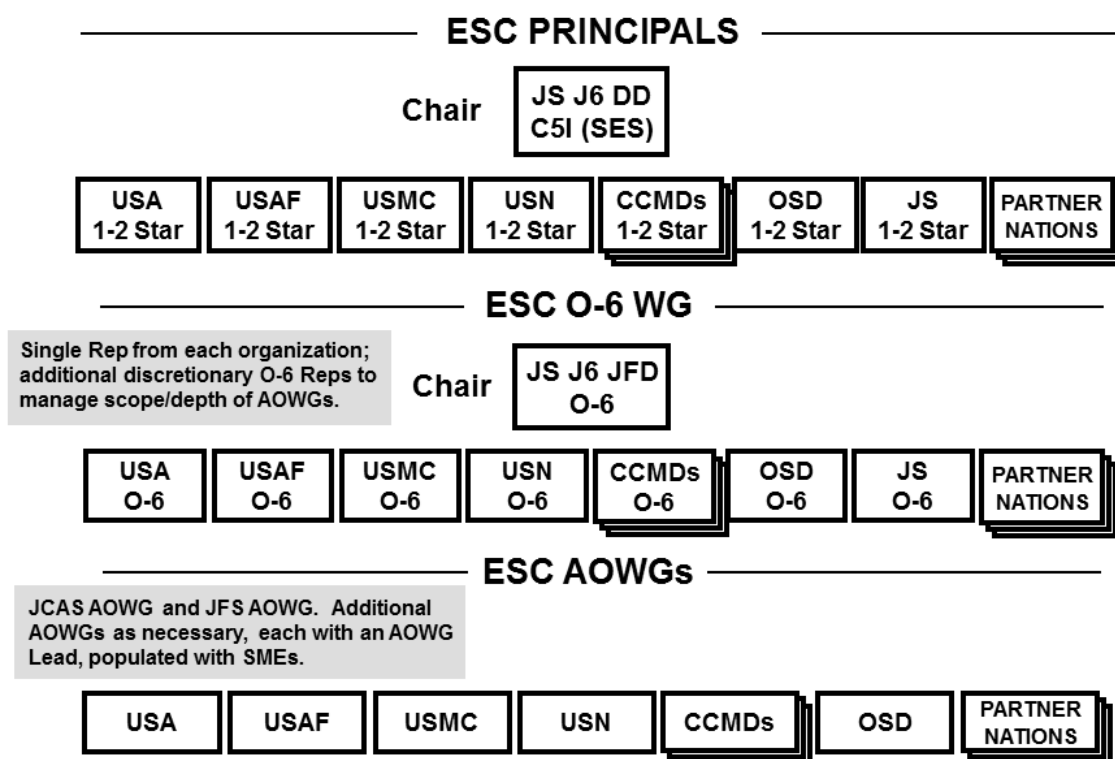 ESC PRINCIPALS
Chair
JS J6 DD
C5I (SES)
USA
1-2 Star
USAF
1-2 Star
USMC
1-2 Star
USN
1-2 Star
CCMDs
1-2 Star
OSD
1-2 Star
JS
1-2 Star
PARTNER
NATIONS
ESC O-6 WG
Single Rep from each organization;
additional discretionary O-6 Reps to
manage scope/depth of AOWGs.
Chair
JS J6 JFD
O-6
USA
O-6
USAF
O-6
USMC
O-6
USN
O-6
CCMDs
O-6
OSD
O-6
JS
O-6
PARTNER
NATIONS
ESC AOWGs
JCAS AOWG and JFS AOWG. Additional
AOWGs as necessary, each with an AOWG
Lead, populated with SMEs.
USA
USAF
USMC
USN
CCMDs
OSD
PARTNER
NATIONS